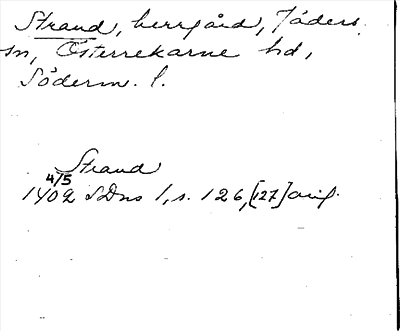 Strand, herrgård, Jäders
sn, Österrekarne hd,
Söderm. l.
Strand
4/5
1402 SDns 1, s. 126, [127] orig.